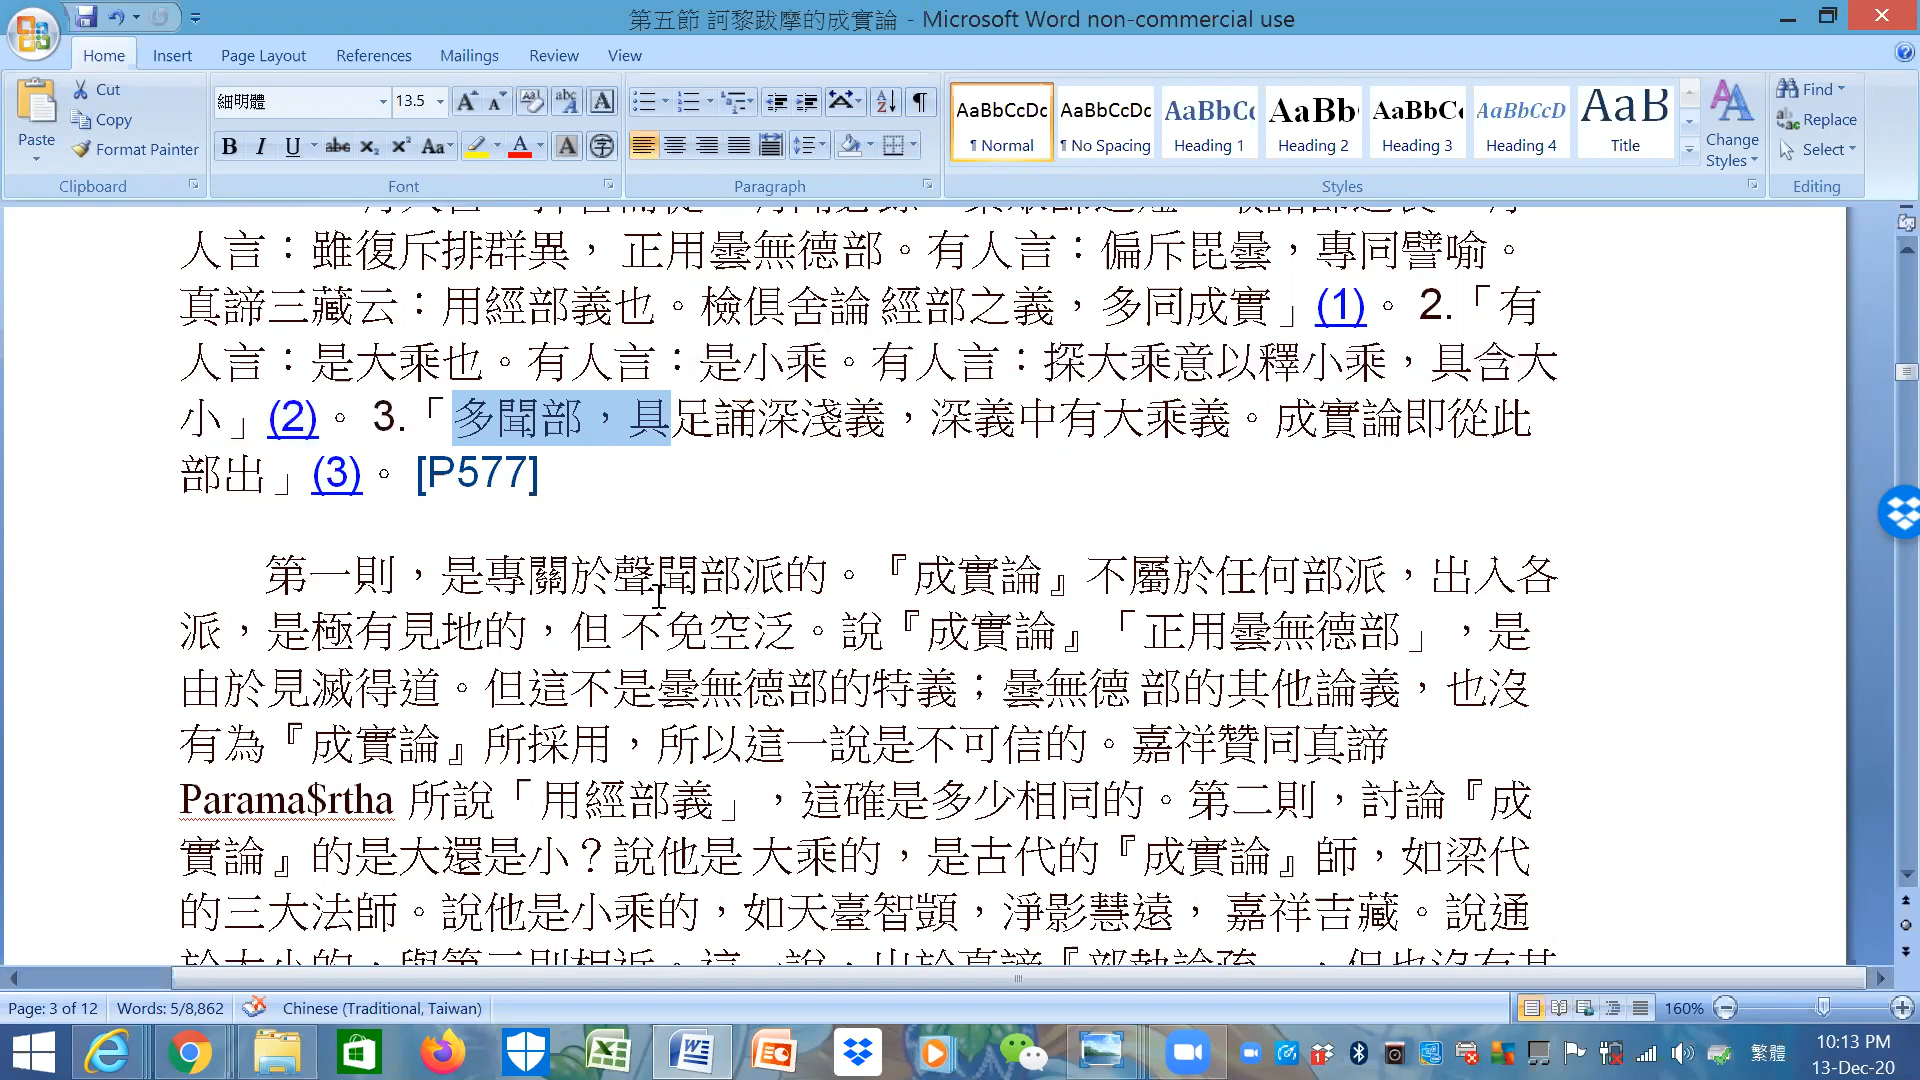 第五節 訶黎跋摩的成實論 - Microsoft Word non-commercial use
Home Insert Page Layout References Mailings Review View
Paste Cut Copy Format Painter Clipboard
細明體 13.5 Font
Paragraph
AaBbCcDc AaBbCcDc AaBbCc AaBb AaBbCc AaBbCcD AaB
¶ Normal ¶ No Spacing Heading 1 Heading 2 Heading 3 Heading 4 Title Change Styles Styles
Find Replace Select Editing
人言：雖復斥排群異， 正用曇無德部。有人言：偏斥毘曇，專同譬喻。
真諦三藏云：用經部義也。檢俱舍論 經部之義，多同成實」(1)。 2.「有
人言：是大乘也。有人言：是小乘。有人言：探大乘意以釋小乘，具含大
小」(2)。 3.「多聞部，具足誦深淺義，深義中有大乘義。成實論即從此
部出」(3)。 [P577]
第一則，是專關於聲聞部派的。『成實論』不屬於任何部派，出入各
派，是極有見地的，但 不免空泛。說『成實論』「正用曇無德部」，是
由於見滅得道。但這不是曇無德部的特義；曇無德 部的其他論義，也沒
有為『成實論』所採用，所以這一說是不可信的。嘉祥贊同真諦
Parama$rtha 所說「用經部義」，這確是多少相同的。第二則，討論『成
實論』的是大還是小？說他是 大乘的，是古代的『成實論』師，如梁代
的三大法師。說他是小乘的，如天臺智顗，淨影慧遠， 嘉祥吉藏。說通
Page: 3 of 12 Words: 5/8,862 Chinese (Traditional, Taiwan) 160%
繁體 10:13 PM
13-Dec-20